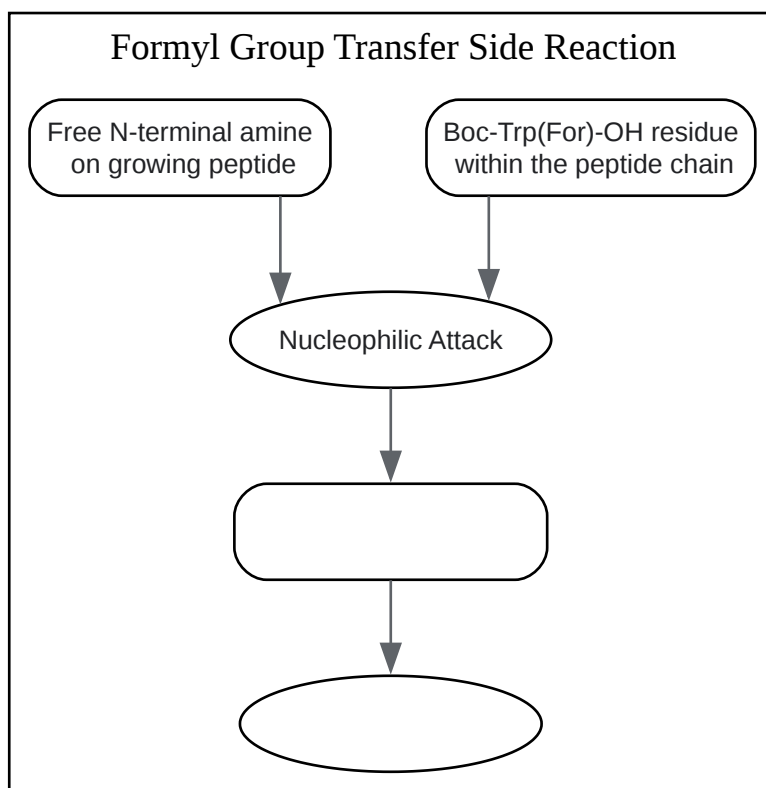 Formyl Group Transfer Side Reaction
Free N-terminal amine
on growing peptide
Boc-Trp(For)-OH residue
within the peptide chain
Nucleophilic Attack